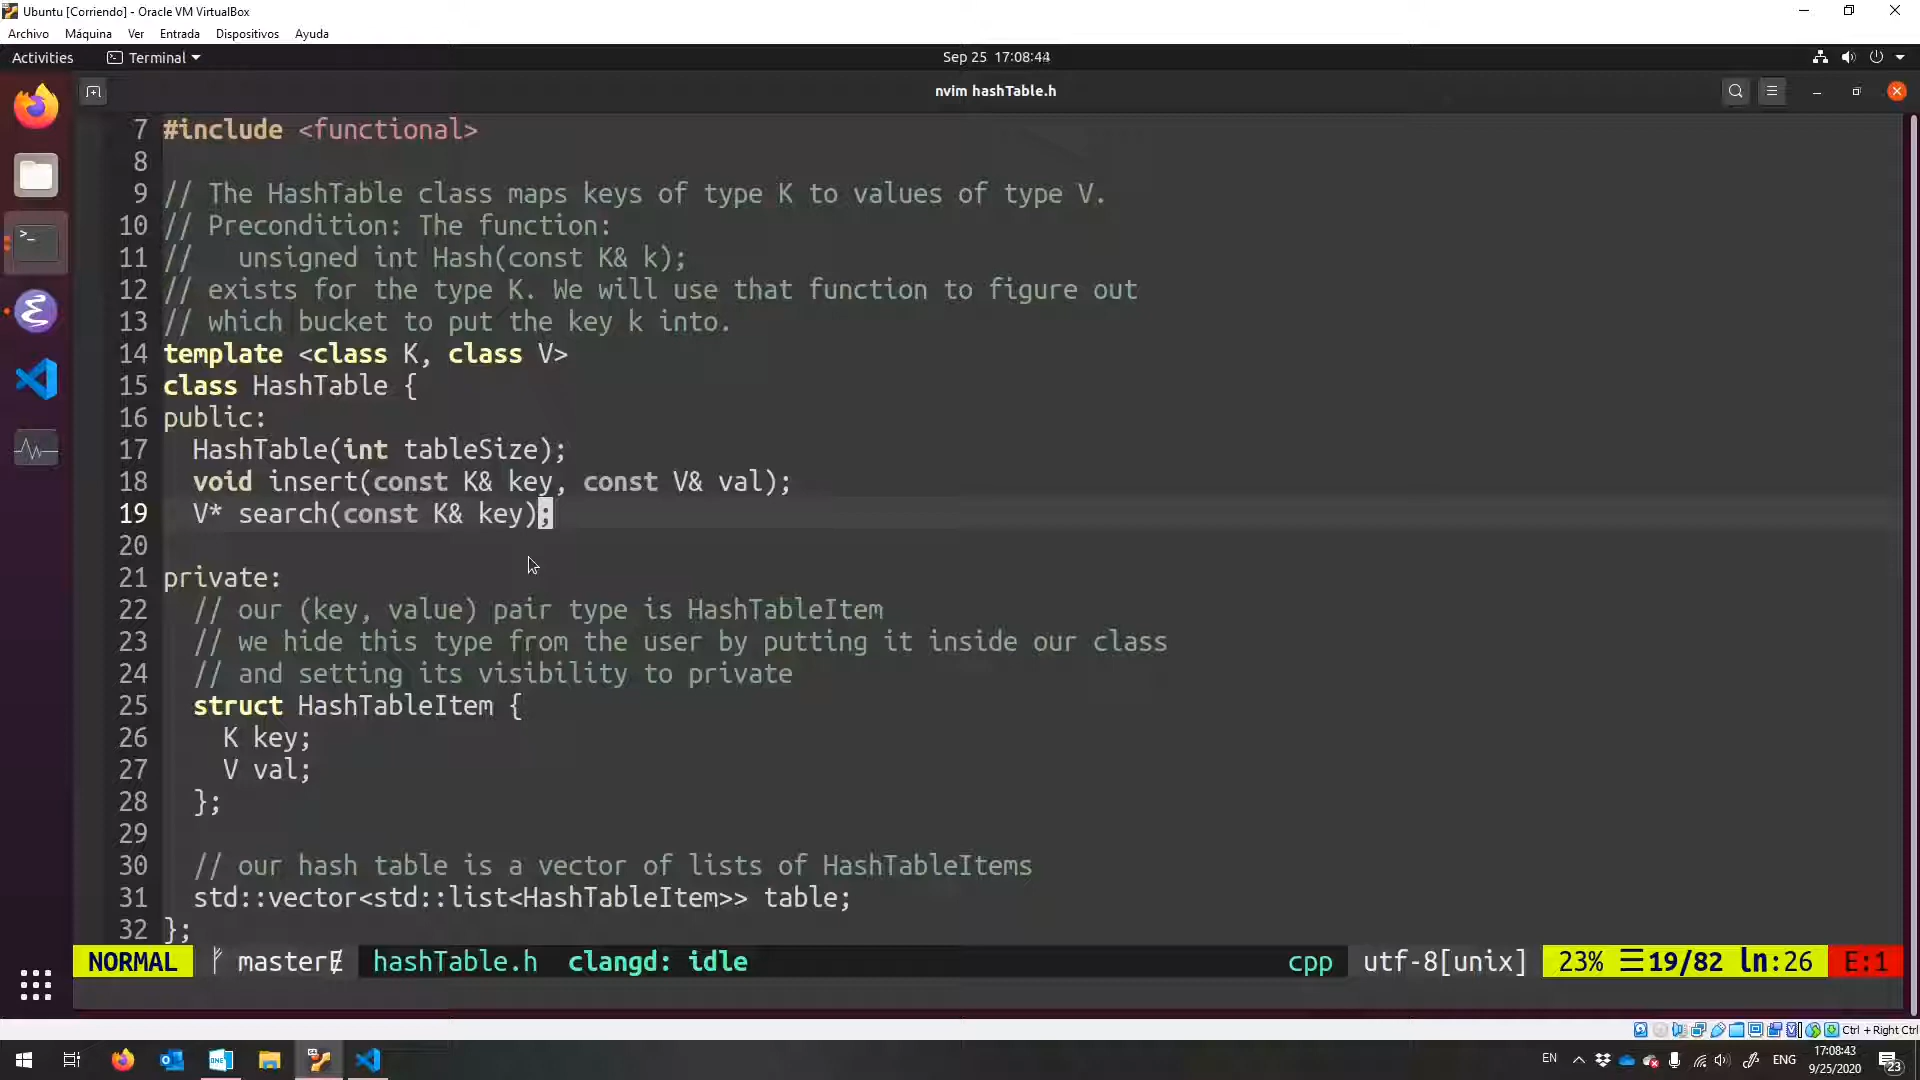 Ubuntu [Corriendo] - Oracle VM VirtualBox
Archivo Máquina Ver Entrada Dispositivos Ayuda
Activities Terminal Sep 25 17:08:44
nvim hashTable.h
7 #include <functional>
8
9 // The HashTable class maps keys of type K to values of type V.
10 // Precondition: The function:
11 //   unsigned int Hash(const K& k);
12 // exists for the type K. We will use that function to figure out
13 // which bucket to put the key k into.
14 template <class K, class V>
15 class HashTable {
16 public:
17   HashTable(int tableSize);
18   void insert(const K& key, const V& val);
19   V* search(const K& key);
20
21 private:
22   // our (key, value) pair type is HashTableItem
23   // we hide this type from the user by putting it inside our class
24   // and setting its visibility to private
25   struct HashTableItem {
26     K key;
27     V val;
28   };
29
30   // our hash table is a vector of lists of HashTableItems
31   std::vector<std::list<HashTableItem>> table;
32 };
NORMAL master hashTable.h clangd: idle cpp utf-8[unix] 23% 19/82 ln:26 E:1
Ctrl + Right Ctrl
EN ENG 17:08:43
9/25/2020 23